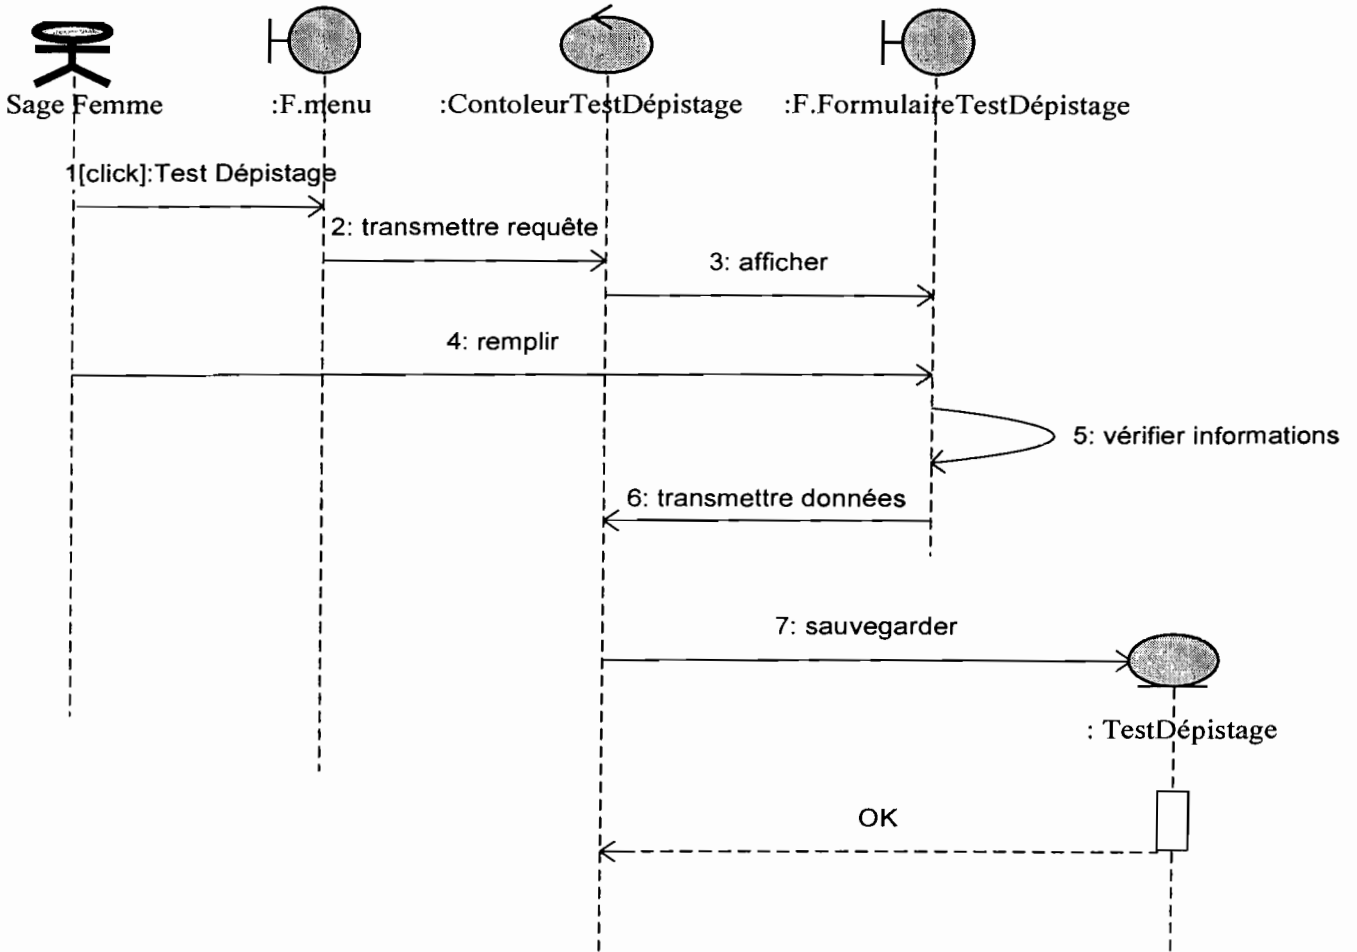 Sage Femme
:F.menu
:ContoleurTestDépistage
:F.FormulaireTestDépistage
1[click]:Test Dépistage
2: transmettre requête
3: afficher
4: remplir
5: vérifier informations
6: transmettre données
7: sauvegarder
: TestDépistage
OK